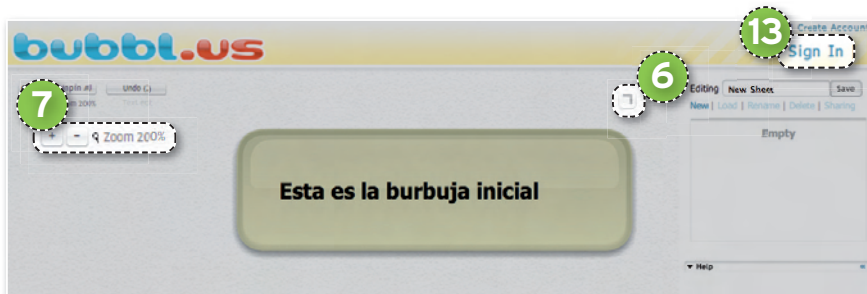 bubbl.us
13
Create Account
Sign In
6
7
Undo
Editing New Sheet Save
New | Load | Rename | Delete | Sharing
+ - Zoom 200%
Empty
Esta es la burbuja inicial
Help